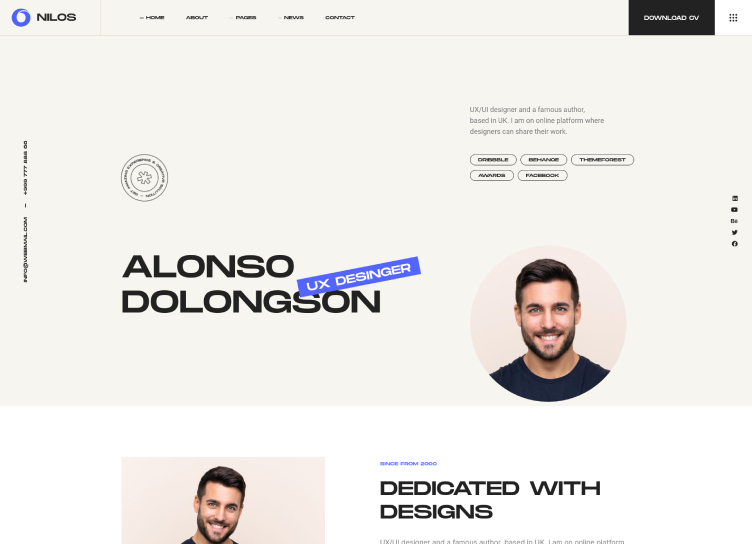 NILOS
HOME
ABOUT
PAGES
NEWS
CONTACT
DOWNLOAD CV
UX/UI designer and a famous author,
based in UK. I am on online platform where
designers can share their work.
DRIBBBLE
BEHANCE
THEMEFOREST
AWARDS
FACEBOOK
+999 777 888 00
INFO@WEBMAIL.COM
Bē
ALONSO
DOLONGSON
UX DESINGER
SINCE FROM 2000
DEDICATED WITH
DESIGNS
UX/UI designer and a famous author, based in UK. I am on online platform